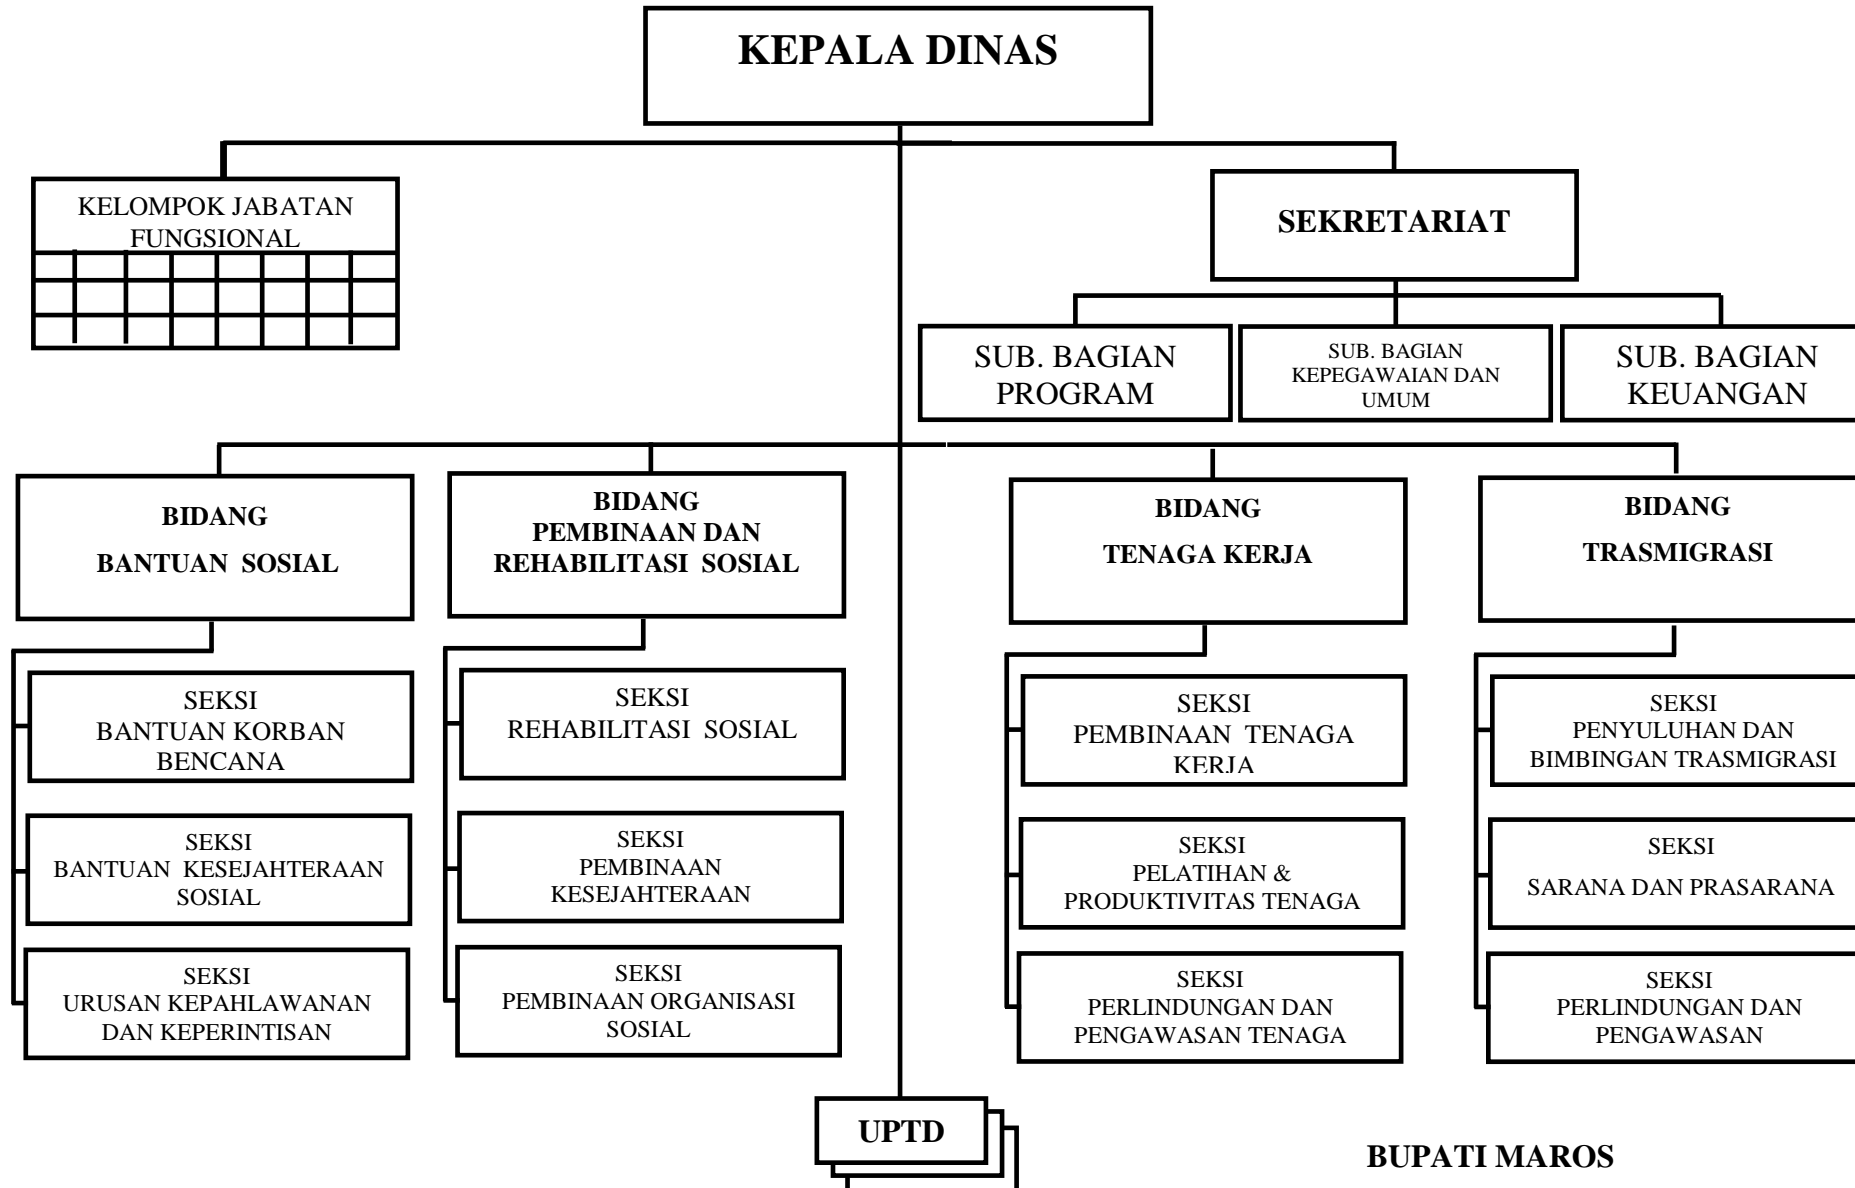 KEPALA DINAS
KELOMPOK JABATAN
FUNGSIONAL
SEKRETARIAT
SUB. BAGIAN
PROGRAM
SUB. BAGIAN
KEPEGAWAIAN DAN
UMUM
SUB. BAGIAN
KEUANGAN
BIDANG
BANTUAN SOSIAL
BIDANG
PEMBINAAN DAN
REHABILITASI SOSIAL
BIDANG
TENAGA KERJA
BIDANG
TRASMIGRASI
SEKSI
BANTUAN KORBAN
BENCANA
SEKSI
REHABILITASI SOSIAL
SEKSI
PEMBINAAN TENAGA
KERJA
SEKSI
PENYULUHAN DAN
BIMBINGAN TRASMIGRASI
SEKSI
BANTUAN KESEJAHTERAAN
SOSIAL
SEKSI
PEMBINAAN
KESEJAHTERAAN
SEKSI
PELATIHAN &
PRODUKTIVITAS TENAGA
SEKSI
SARANA DAN PRASARANA
SEKSI
URUSAN KEPAHLAWANAN
DAN KEPERINTISAN
SEKSI
PEMBINAAN ORGANISASI
SOSIAL
SEKSI
PERLINDUNGAN DAN
PENGAWASAN TENAGA
SEKSI
PERLINDUNGAN DAN
PENGAWASAN
UPTD
BUPATI MAROS